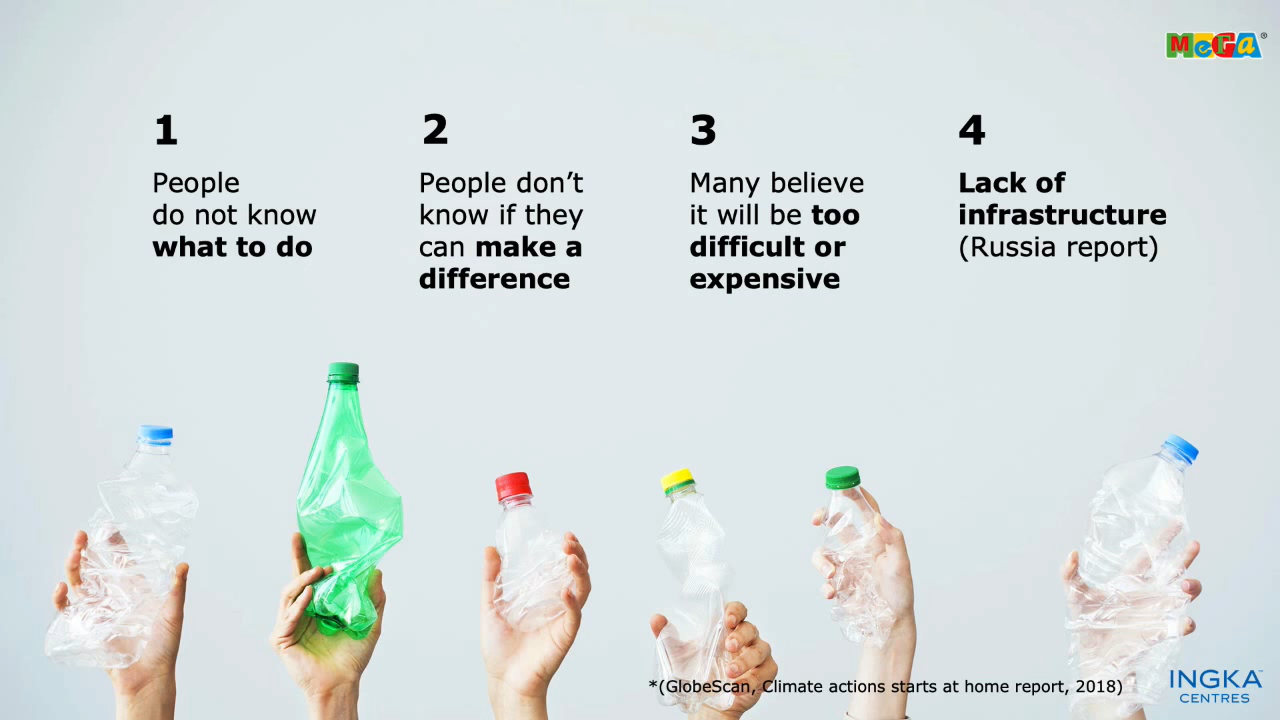 MEGA®
1
People
do not know
what to do
2
People don’t
know if they
can make a
difference
3
Many believe
it will be too
difficult or
expensive
4
Lack of
infrastructure
(Russia report)
*(GlobeScan, Climate actions starts at home report, 2018)
INGKA™
CENTRES